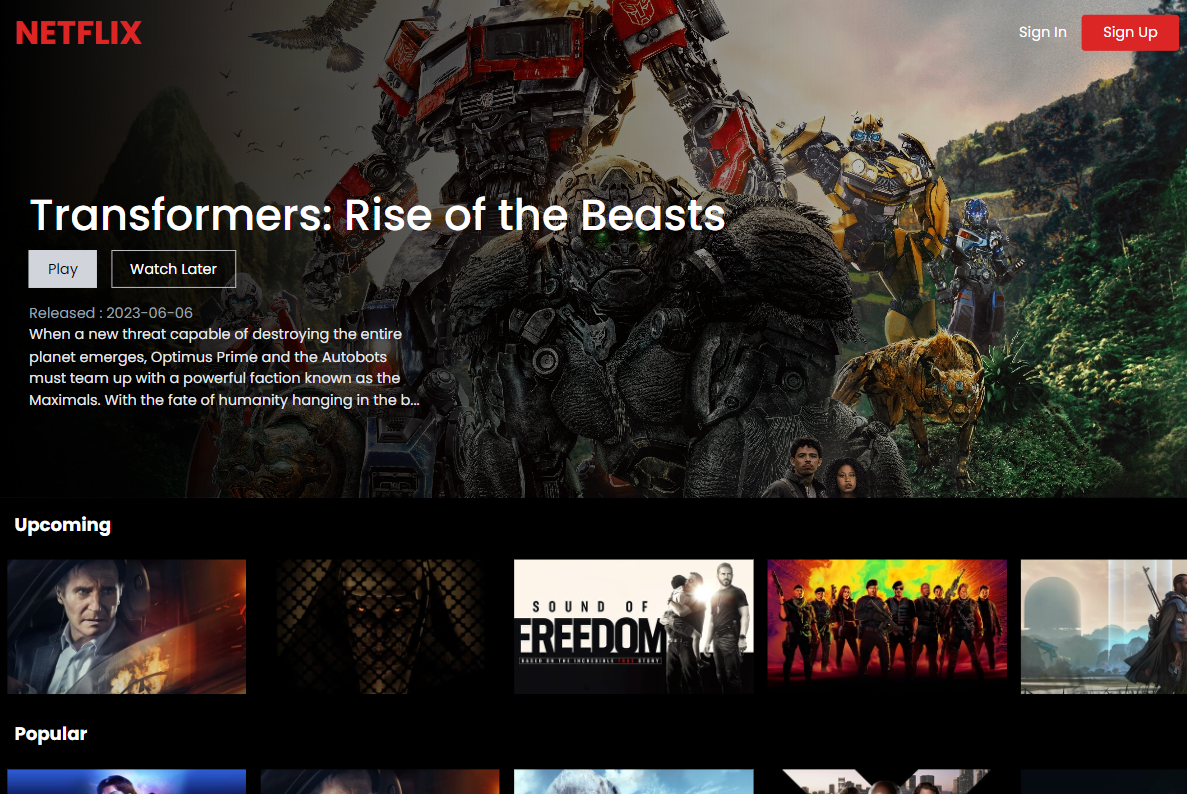 NETFLIX
Sign In
Sign Up
Transformers: Rise of the Beasts
Play
Watch Later
Released : 2023-06-06
When a new threat capable of destroying the entire
planet emerges, Optimus Prime and the Autobots
must team up with a powerful faction known as the
Maximals. With the fate of humanity hanging in the b...
Upcoming
SOUND OF
FREEDOM
BASED ON THE INCREDIBLE TRUE STORY
Popular